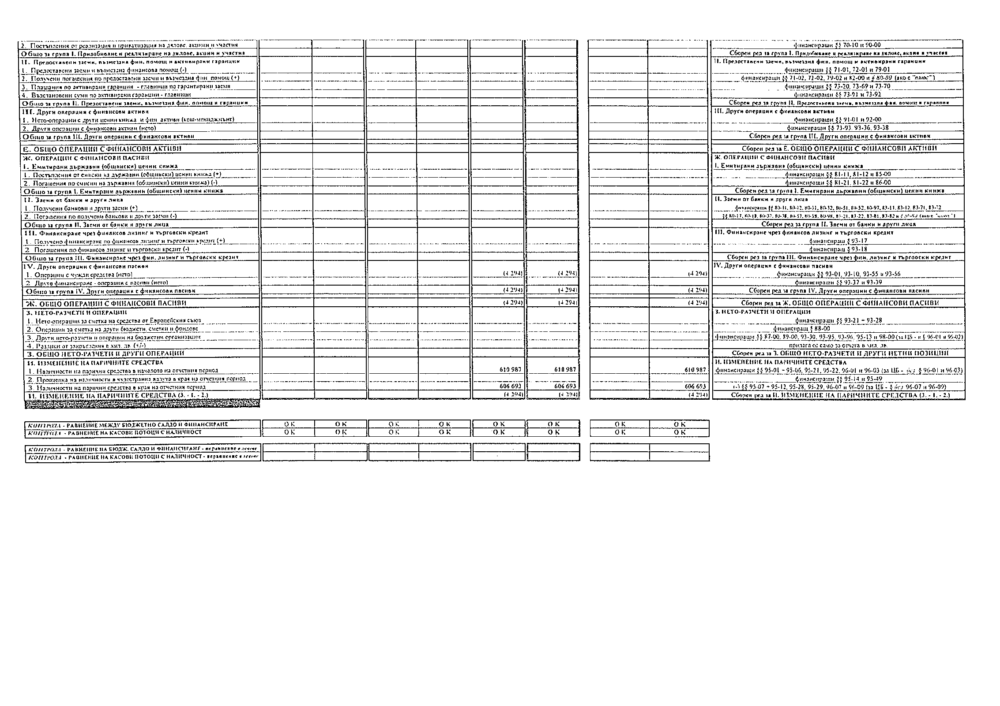 2. Постъпления от реализация и приватизация на дялове, акции и участия финансиращи §§ 70-10 и 90-00
Общо за група I. Придобиване и реализиране на дялове, акции и участия Сборен ред за група I. Придобиване и реализиране на дялове, акции и участия
II. Предоставени заеми, възмездна фин. помощ и активирани гаранции II. Предоставени заеми, възмездна фин. помощ и активирани гаранции
1. Предоставени заеми и възмездна финансова помощ (-) финансиращи §§ 71-01, 72-01 и 79-01
2. Получени погашения по предоставени заеми и възмездна фин. помощ (+) финансиращи §§ 71-02, 72-02, 79-02 и 82-00 и § 80-80 (ако е "плюс")
3. Плащания по активирани гаранции - главници по гарантирани заеми финансиращи §§ 73-20, 73-69 и 73-70
4. Възстановени суми по активирани гаранции - главници финансиращи §§ 73-91 и 73-92
Общо за група II. Предоставени заеми, възмездна фин. помощ и гаранции Сборен ред за група II. Предоставени заеми, възмездна фин. помощ и гаранции
III. Други операции с финансови активи III. Други операции с финансови активи
1. Нето-операции с други ценни книжа и фин. активи (кеш-мениджмънт) финансиращи §§ 91-01 и 92-00
2. Други операции с финансови активи (нето) финансиращи §§ 73-93, 93-36, 93-38
Общо за група III. Други операции с финансови активи Сборен ред за група III. Други операции с финансови активи
Е. ОБЩО ОПЕРАЦИИ С ФИНАНСОВИ АКТИВИ Сборен ред за Е. ОБЩО ОПЕРАЦИИ С ФИНАНСОВИ АКТИВИ
Ж. ОПЕРАЦИИ С ФИНАНСОВИ ПАСИВИ Ж. ОПЕРАЦИИ С ФИНАНСОВИ ПАСИВИ
I. Емитирани държавни (общински) ценни книжа I. Емитирани държавни (общински) ценни книжа
1. Постъпления от емисии на държавни (общински) ценни книжа (+) финансиращи §§ 81-11, 81-12 и 85-00
2. Погашения по емисии на държавни (общински) ценни книжа) (-) финансиращи §§ 81-21, 81-22 и 86-00
Общо за група I. Емитирани държавни (общински) ценни книжа Сборен ред за група I. Емитирани държавни (общински) ценни книжа
II. Заеми от банки и други лица II. Заеми от банки и други лица
1. Получени банкови и други заеми (+) финансиращи §§ 80-11, 80-12, 80-31, 80-32, 80-51, 80-52, 80-97, 83-11, 83-12, 83-71, 83-72
2. Погашения по получени банкови и други заеми (-) §§ 80-17, 80-18, 80-37, 80-38, 80-57, 80-58, 80-98, 83-21, 83-22, 83-81, 83-82 и
Общо за група II. Заеми от банки и други лица Сборен ред за група II. Заеми от банки и други лица
III. Финансиране чрез финансов лизинг и търговски кредит III. Финансиране чрез финансов лизинг и търговски кредит
1. Получено финансиране по финансов лизинг и търговски кредит (+) финансиращ § 93-17
2. Погашения по финансов лизинг и търговски кредит (-) финансиращ § 93-18
Общо за група III. Финансиране чрез фин. лизинг и търговски кредит Сборен ред за група III. Финансиране чрез фин. лизинг и търговски кредит
IV. Други операции с финансови пасиви IV. Други операции с финансови пасиви
1. Операции с чужди средства (нето) (4 294) (4 294) (4 294) финансиращи §§ 93-01, 93-10, 93-55 и 93-56
2. Друго финансиране - операции с пасиви (нето) финансиращи §§ 93-37 и 93-39
Общо за група IV. Други операции с финансови пасиви (4 294) (4 294) (4 294) Сборен ред за група IV. Други операции с финансови пасиви
Ж. ОБЩО ОПЕРАЦИИ С ФИНАНСОВИ ПАСИВИ (4 294) (4 294) (4 294) Сборен ред за Ж. ОБЩО ОПЕРАЦИИ С ФИНАНСОВИ ПАСИВИ
З. НЕТО-РАЗЧЕТИ И ОПЕРАЦИИ З. НЕТО-РАЗЧЕТИ И ОПЕРАЦИИ
1. Нето-операции за сметка на средства от Европейския съюз финансиращи §§ 93-21 ÷ 93-28
2. Операции за сметка на други бюджети, сметки и фондове финансиращ § 88-00
3. Други нето-разчети и операции на бюджетни организации финансиращи §§ 87-00, 89-00, 93-30, 93-95, 93-96, 95-13 и 98-00 (за ЦБ - и § 96-01 и 96-02)
4. Разлики от закръгления в хил. лв. (+/-) прилага се само за отчета в хил. лв.
З. ОБЩО НЕТО-РАЗЧЕТИ И ДРУГИ ОПЕРАЦИИ Сборен ред за З. ОБЩО НЕТО-РАЗЧЕТИ И ДРУГИ НЕТНИ ПОЗИЦИИ
И. ИЗМЕНЕНИЕ НА ПАРИЧНИТЕ СРЕДСТВА И. ИЗМЕНЕНИЕ НА ПАРИЧНИТЕ СРЕДСТВА
1. Наличности на парични средства в началото на отчетния период 610 987 610 987 610 987 финансиращи §§ 95-01 ÷ 95-06, 95-21, 95-22, 96-01 и 96-03 (за ЦБ - без § 96-01 и 96-03)
2. Преоценка на наличности в чуждестранна валута в края на отчетния период финансиращи §§ 95-14 и 95-49
3. Наличности на парични средства в края на отчетния период 606 693 606 693 606 693 (-) §§ 95-07 ÷ 95-12, 95-28, 95-29, 96-07 и 96-09 (за ЦБ - § без 96-07 и 96-09)
И. ИЗМЕНЕНИЕ НА ПАРИЧНИТЕ СРЕДСТВА (3. - 1. - 2.) (4 294) (4 294) (4 294) Сборен ред за И. ИЗМЕНЕНИЕ НА ПАРИЧНИТЕ СРЕДСТВА (3. - 1. - 2.)
КОНТРОЛА - РАВНЕНИЕ МЕЖДУ БЮДЖЕТНО САЛДО И ФИНАНСИРАНЕ О К О К О К О К О К О К О К О К
КОНТРОЛА - РАВНЕНИЕ НА КАСОВИ ПОТОЦИ С НАЛИЧНОСТ О К О К О К О К О К О К О К О К
КОНТРОЛА - РАВНЕНИЕ НА БЮДЖ. САЛДО И ФИНАНСИРАНЕ - неравнение в левове
КОНТРОЛА - РАВНЕНИЕ НА КАСОВИ ПОТОЦИ С НАЛИЧНОСТ - неравнение в левове